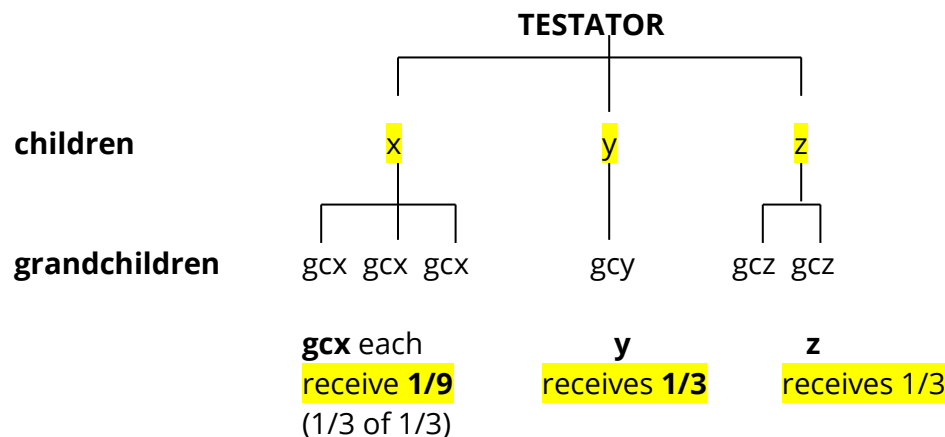 TESTATOR
children x y z
grandchildren gcx gcx gcx gcy gcz gcz
gcx each y z
receive 1/9 receives 1/3 receives 1/3
(1/3 of 1/3)